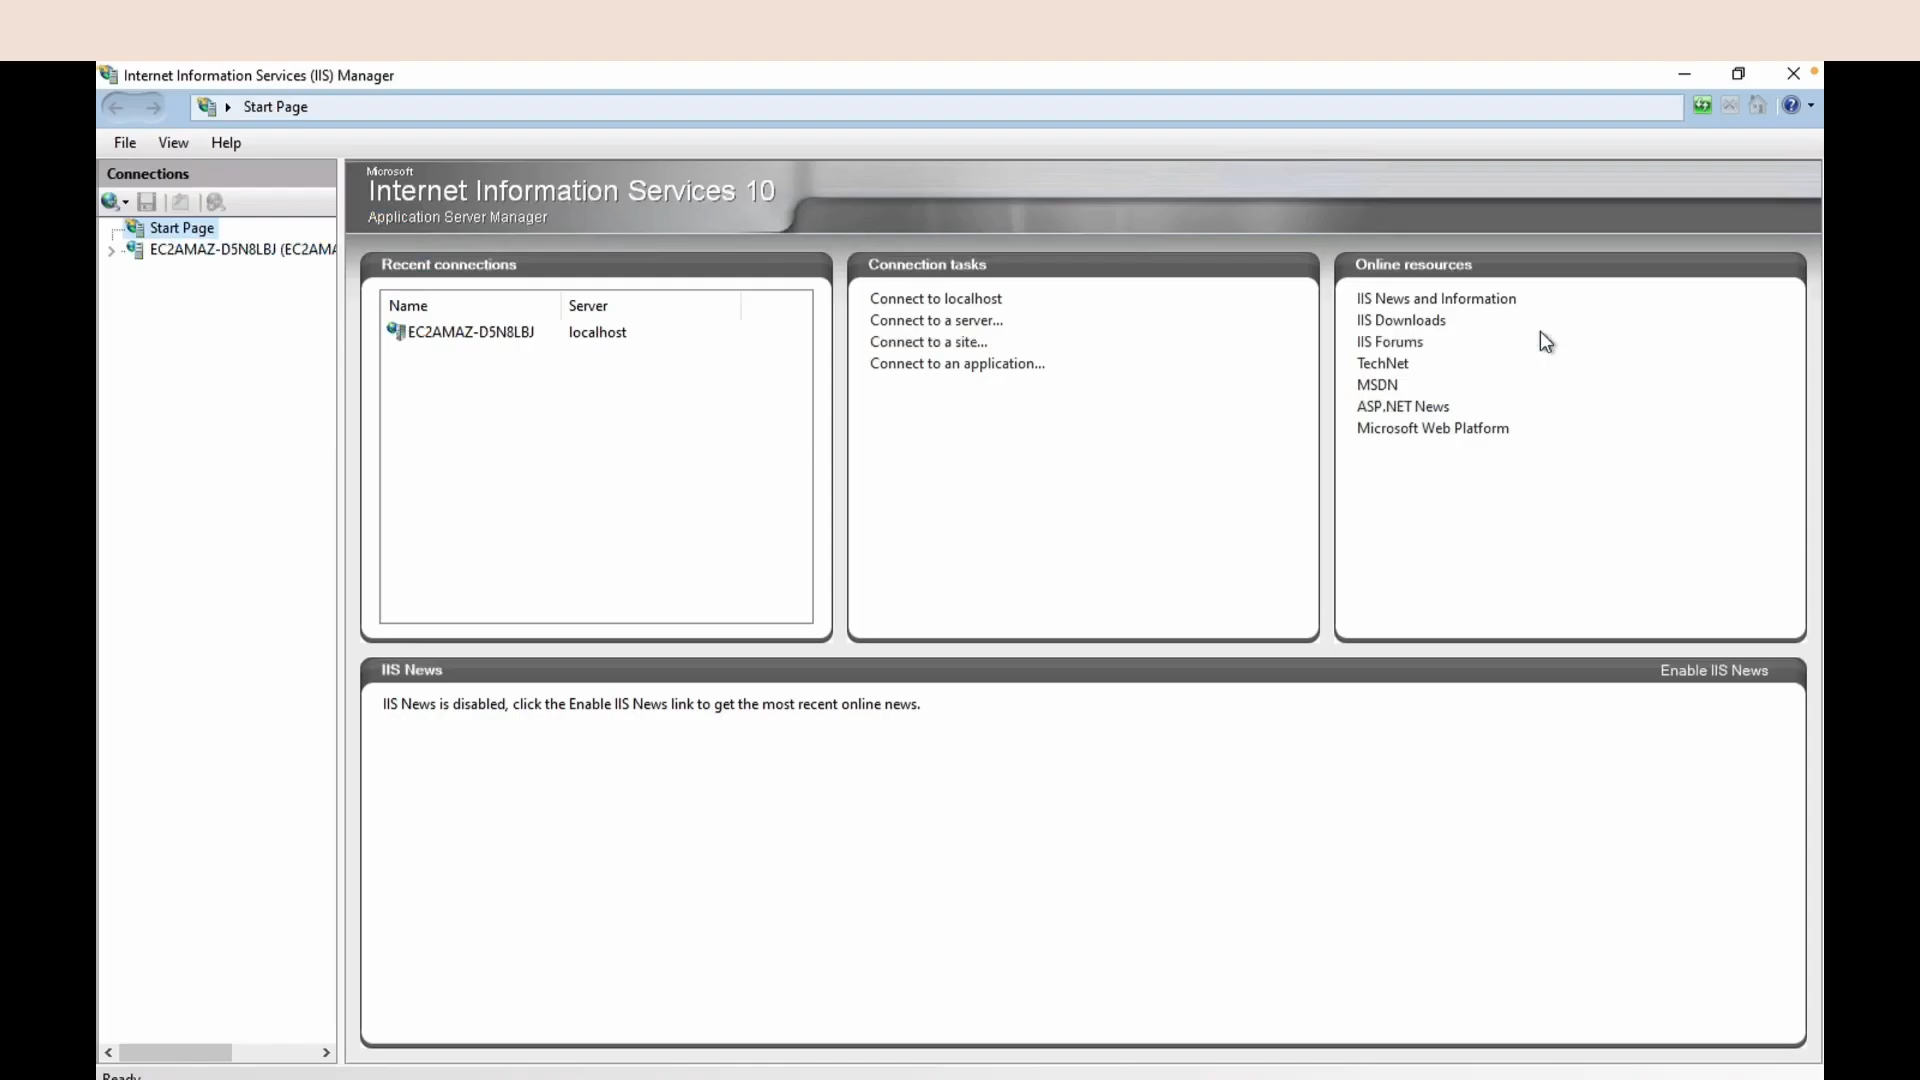 Internet Information Services (IIS) Manager
Start Page
File View Help
Connections
Start Page
EC2AMAZ-D5N8LBJ (EC2AMA
Microsoft
Internet Information Services 10
Application Server Manager
Recent connections
Name Server
EC2AMAZ-D5N8LBJ localhost
Connection tasks
Connect to localhost
Connect to a server...
Connect to a site...
Connect to an application...
Online resources
IIS News and Information
IIS Downloads
IIS Forums
TechNet
MSDN
ASP.NET News
Microsoft Web Platform
IIS News Enable IIS News
IIS News is disabled, click the Enable IIS News link to get the most recent online news.
Ready